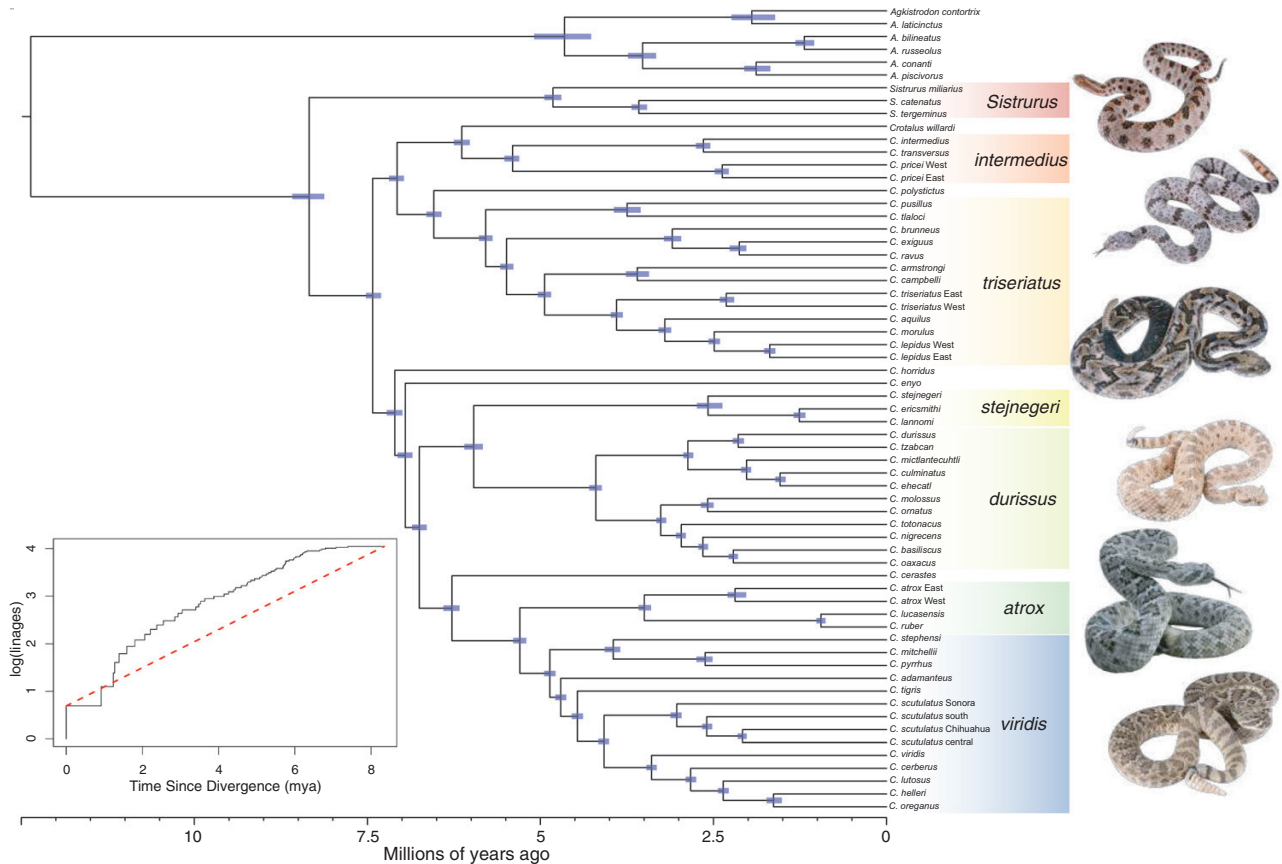 Agkistrodon contortrix
A. laticinctus
A. bilineatus
A. russeolus
A. conanti
A. piscivorus
Sistrurus miliarius
S. catenatus
S. tergeminus
Sistrurus
Crotalus willardi
C. intermedius
C. transversus
C. pricei West
C. pricei East
intermedius
C. polystictus
C. pusillus
C. tlaloci
C. brunneus
C. exiguus
C. ravus
C. armstrongi
C. campbelli
C. triseriatus East
C. triseriatus West
C. aquilus
C. morulus
C. lepidus West
C. lepidus East
triseriatus
C. horridus
C. enyo
C. stejnegeri
C. ericsmithi
C. lannomi
stejnegeri
C. durissus
C. tzabcan
C. mictlantecuhtli
C. culminatus
C. ehecatl
C. molossus
C. ornatus
C. totonacus
C. nigrecens
C. basiliscus
C. oaxacus
durissus
C. cerastes
C. atrox East
C. atrox West
C. lucasensis
C. ruber
atrox
C. stephensi
C. mitchellii
C. pyrrhus
C. adamanteus
C. tigris
C. scutulatus Sonora
C. scutulatus south
C. scutulatus Chihuahua
C. scutulatus central
C. viridis
C. cerberus
C. lutosus
C. helleri
C. oreganus
viridis
log(linages)
4
3
2
1
0
0 2 4 6 8
Time Since Divergence (mya)
10 7.5 5 2.5 0
Millions of years ago